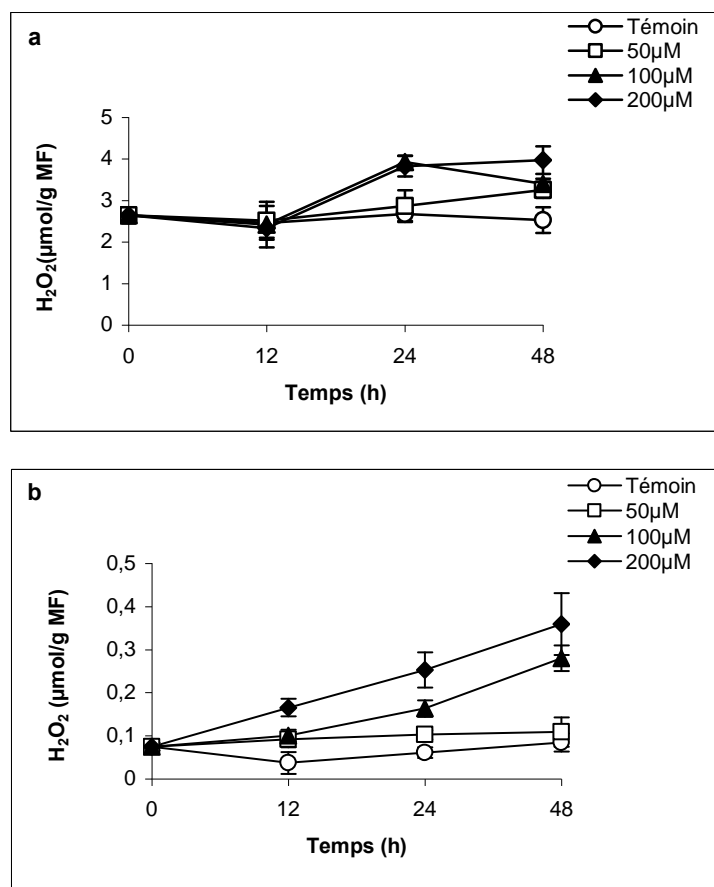 a
Témoin
50µM
100µM
200µM
5
4
3
2
1
0
H₂O₂(µmol/g MF)
0 12 24 48
Temps (h)
b
Témoin
50µM
100µM
200µM
0,5
0,4
0,3
0,2
0,1
0
H₂O₂ (µmol/g MF)
0 12 24 48
Temps (h)